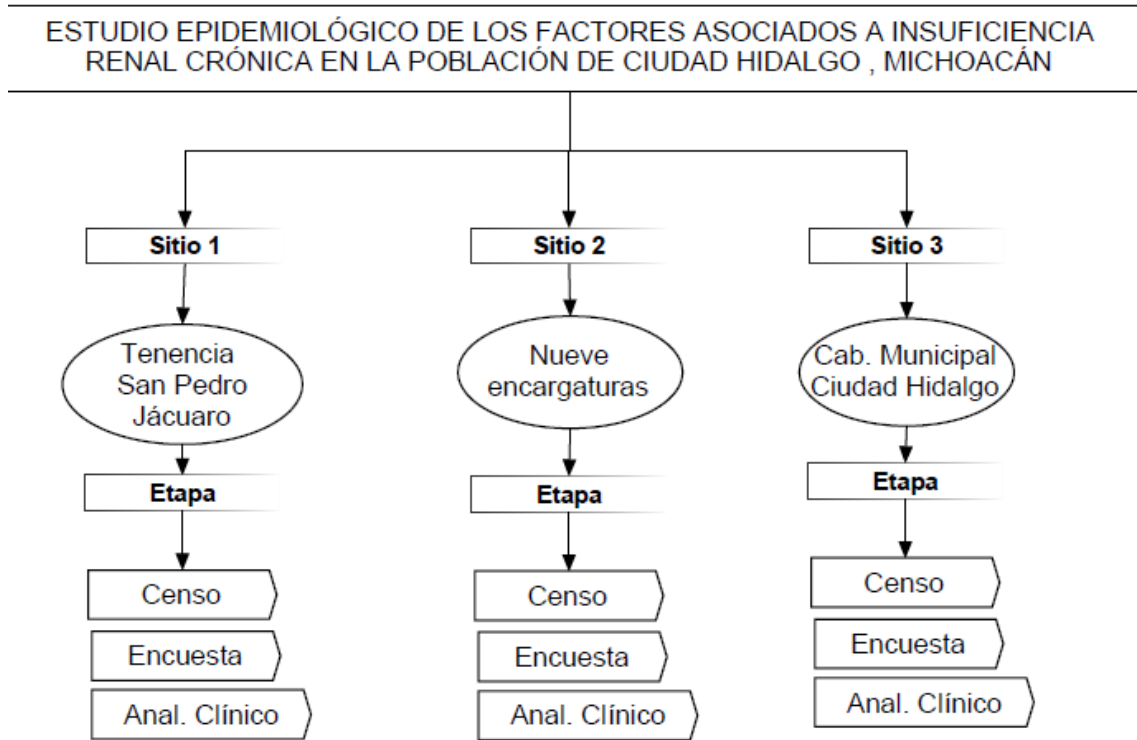 ESTUDIO EPIDEMIOLÓGICO DE LOS FACTORES ASOCIADOS A INSUFICIENCIA
RENAL CRÓNICA EN LA POBLACIÓN DE CIUDAD HIDALGO , MICHOACÁN
Sitio 1
Tenencia
San Pedro
Jácuaro
Etapa
Censo
Encuesta
Anal. Clínico
Sitio 2
Nueve
encargaturas
Etapa
Censo
Encuesta
Anal. Clínico
Sitio 3
Cab. Municipal
Ciudad Hidalgo
Etapa
Censo
Encuesta
Anal. Clínico